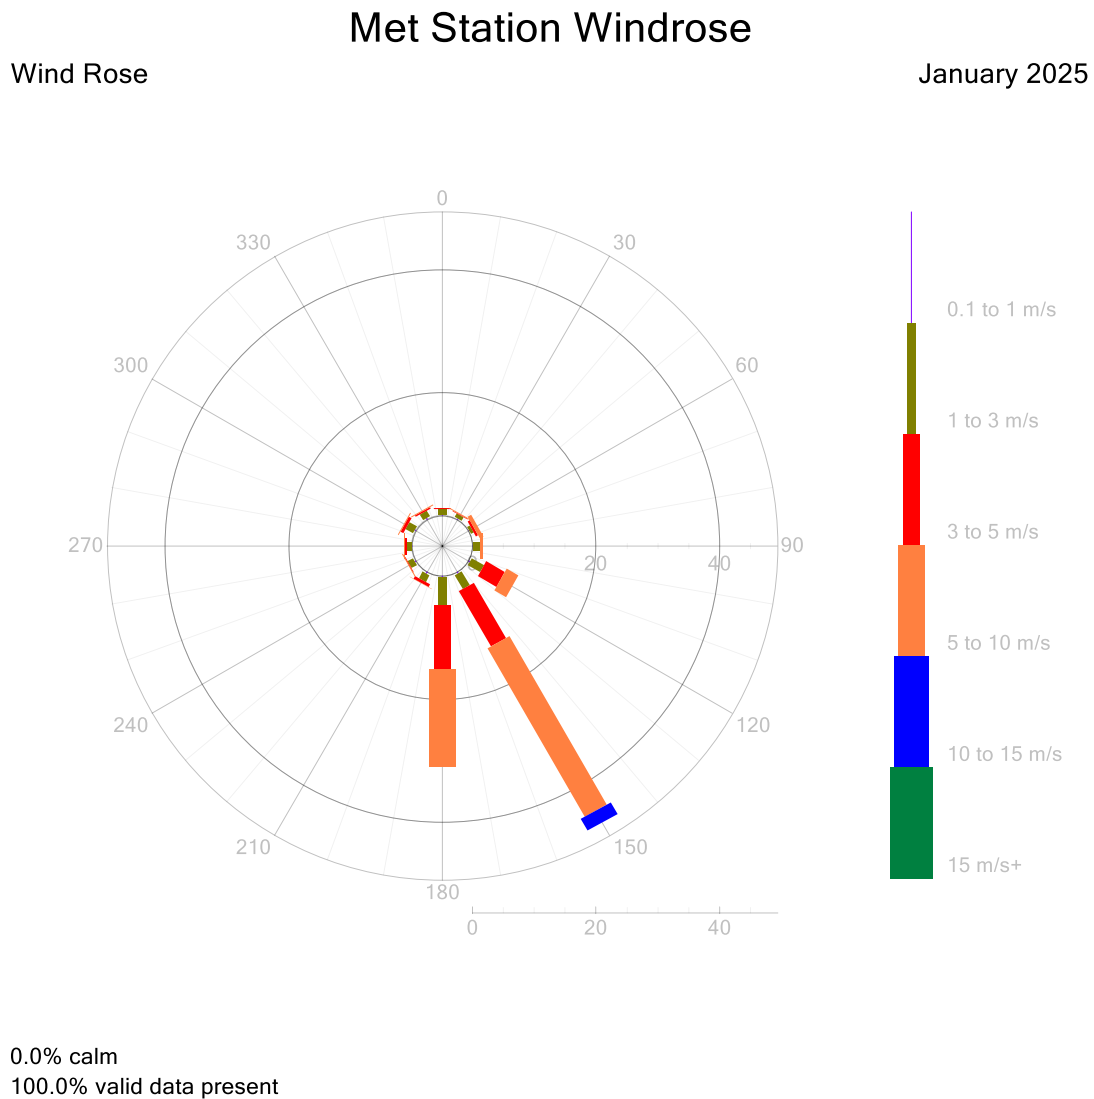 Met Station Windrose
Wind Rose
January 2025
0
330
30
300
60
0.1 to 1 m/s
1 to 3 m/s
3 to 5 m/s
270
90
0
20
40
5 to 10 m/s
240
120
10 to 15 m/s
210
150
15 m/s+
180
0
20
40
0.0% calm
100.0% valid data present